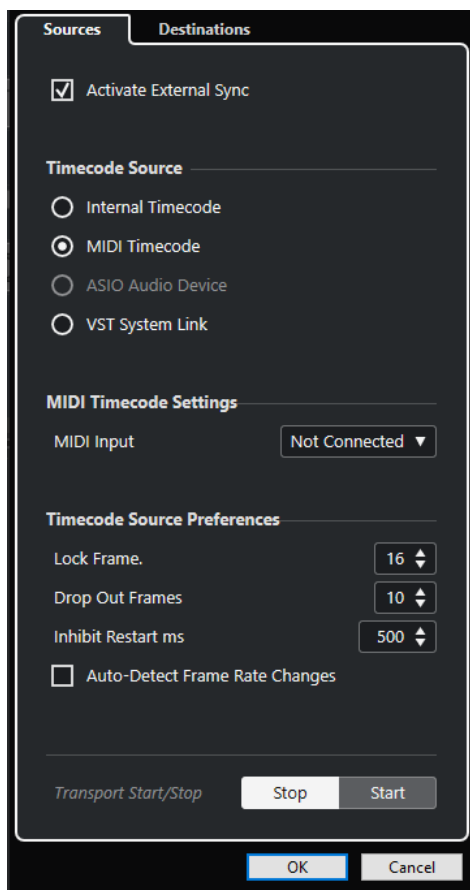 Sources Destinations
Activate External Sync
Timecode Source
Internal Timecode
MIDI Timecode
ASIO Audio Device
VST System Link
MIDI Timecode Settings
MIDI Input Not Connected
Timecode Source Preferences
Lock Frame. 16
Drop Out Frames 10
Inhibit Restart ms 500
Auto-Detect Frame Rate Changes
Transport Start/Stop Stop Start
OK Cancel